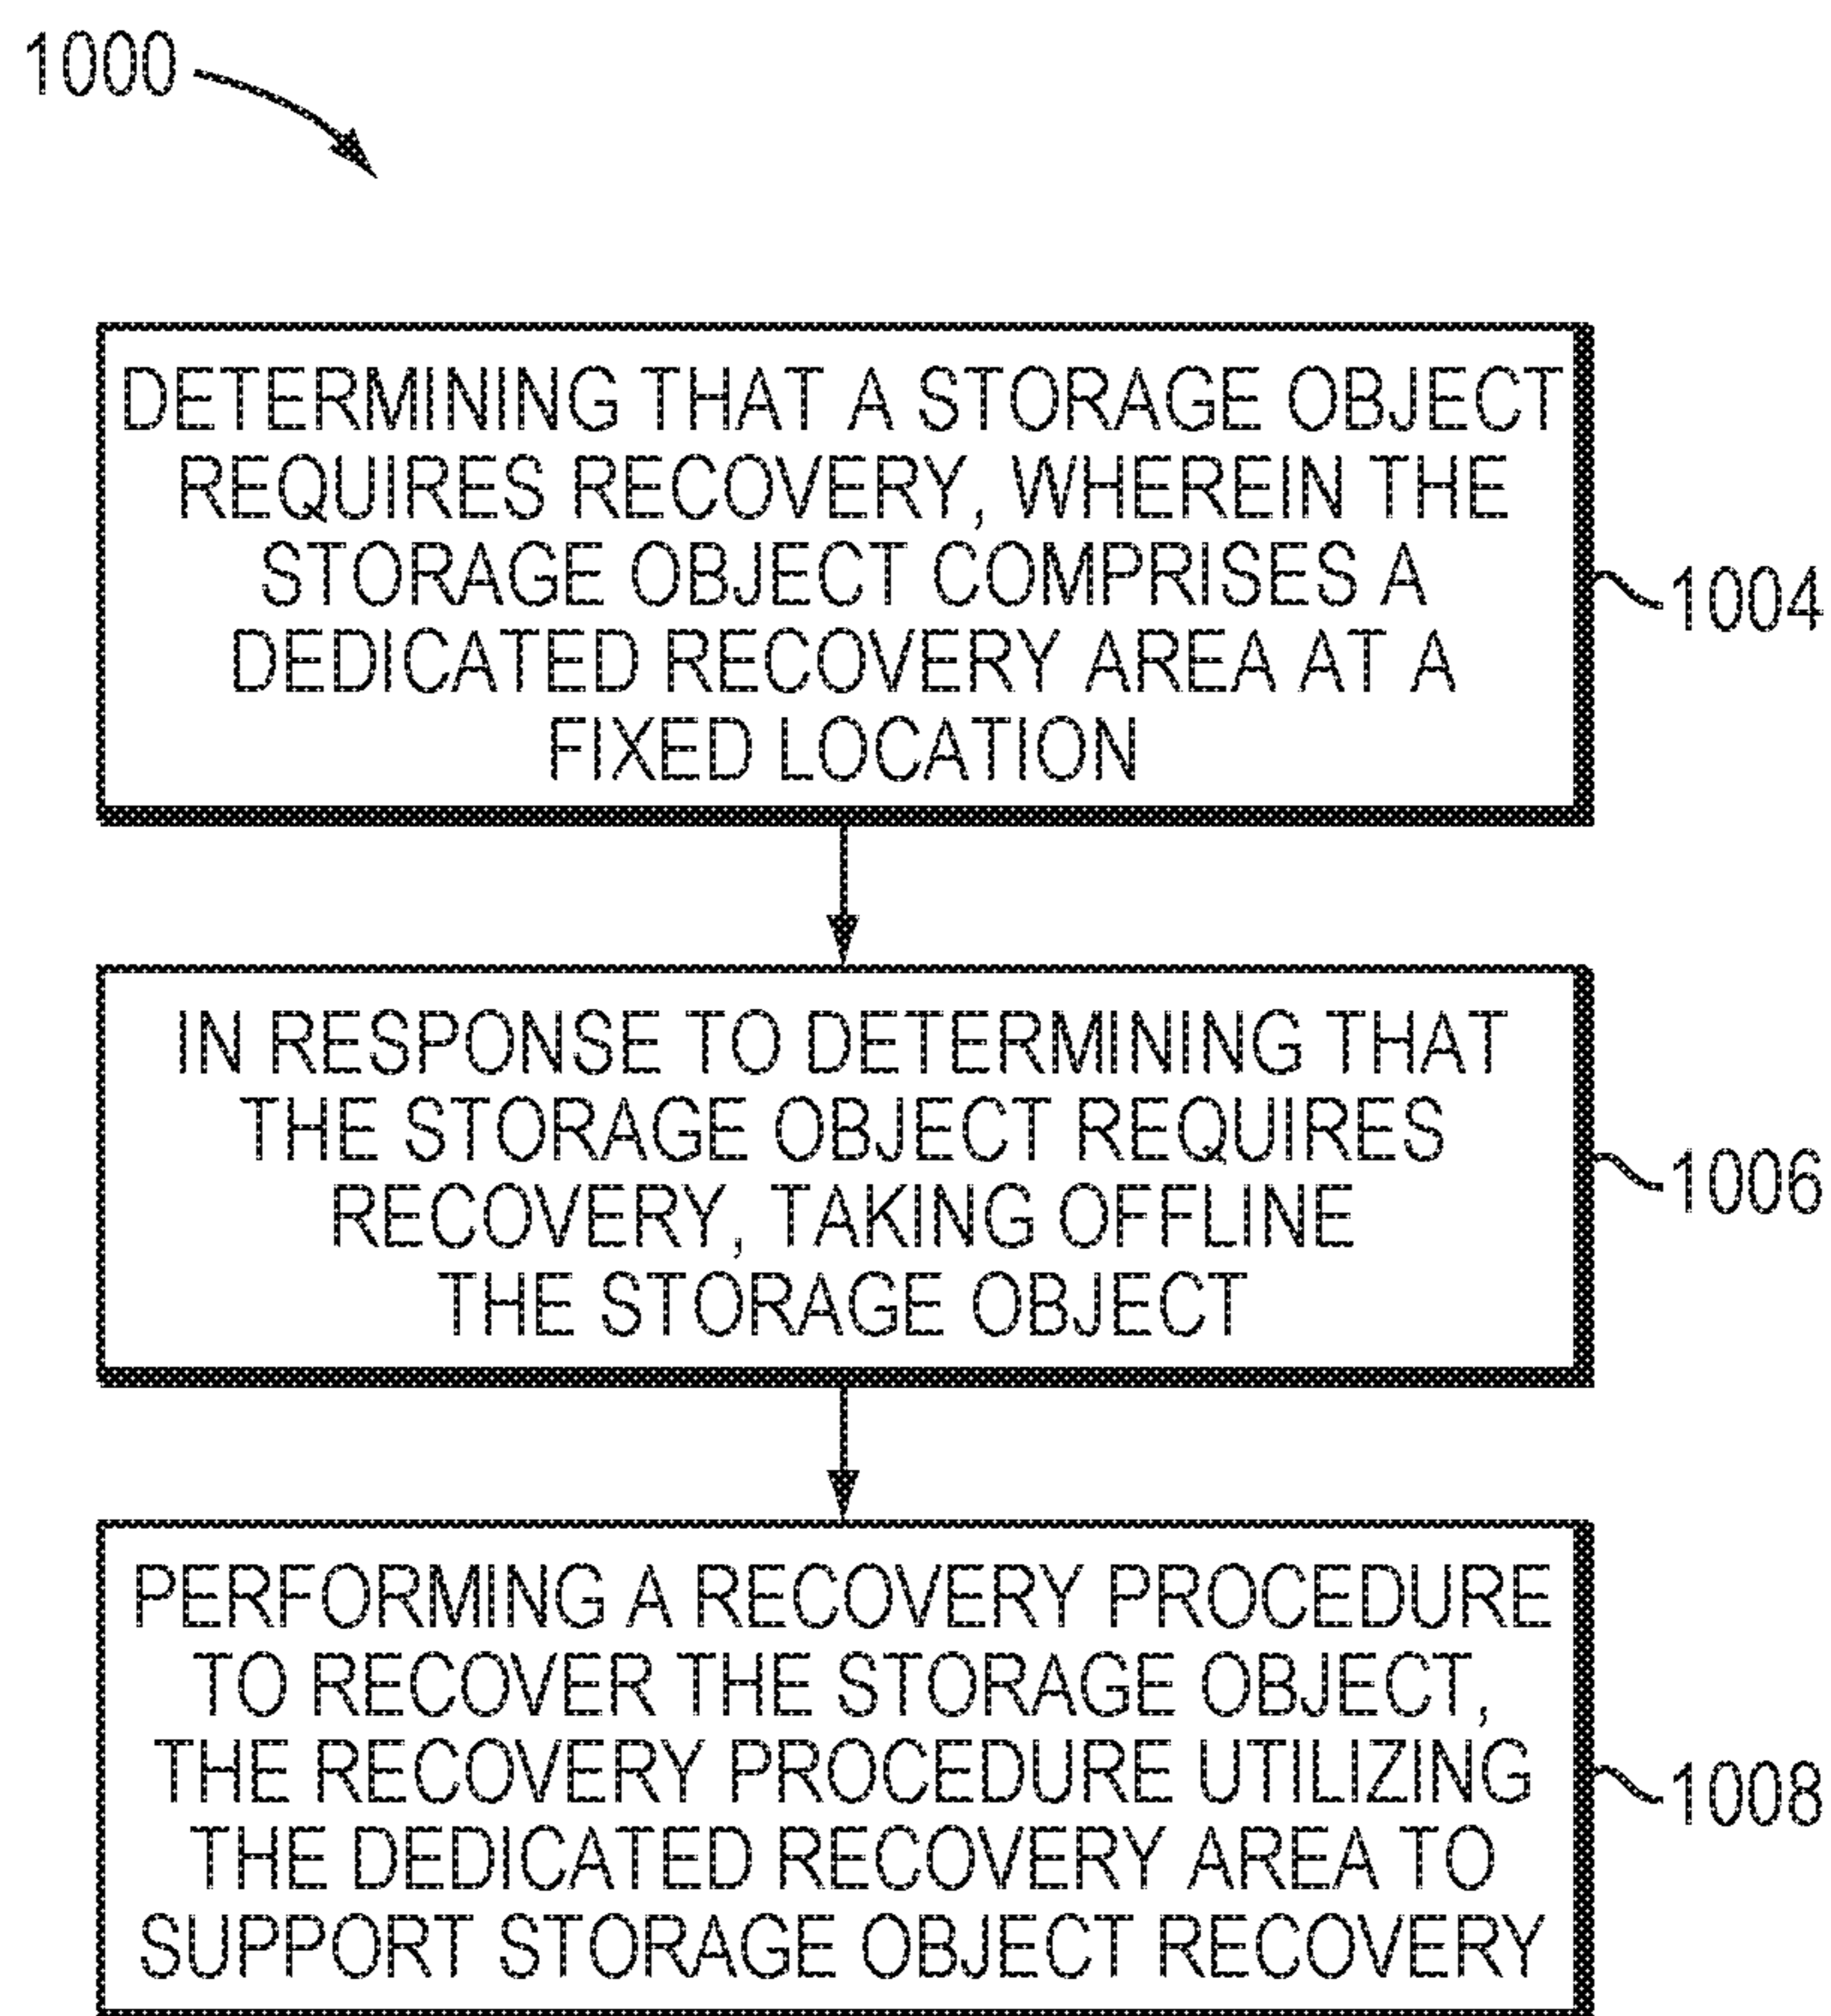 1000
DETERMINING THAT A STORAGE OBJECT
REQUIRES RECOVERY, WHEREIN THE
STORAGE OBJECT COMPRISES A
DEDICATED RECOVERY AREA AT A
FIXED LOCATION
1004
IN RESPONSE TO DETERMINING THAT
THE STORAGE OBJECT REQUIRES
RECOVERY, TAKING OFFLINE
THE STORAGE OBJECT
1006
PERFORMING A RECOVERY PROCEDURE
TO RECOVER THE STORAGE OBJECT,
THE RECOVERY PROCEDURE UTILIZING
THE DEDICATED RECOVERY AREA TO
SUPPORT STORAGE OBJECT RECOVERY
1008